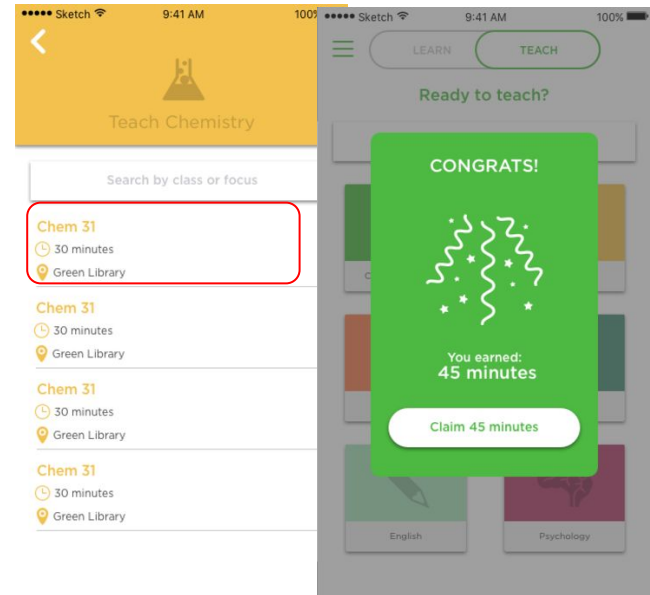 Sketch 9:41 AM 100%
Teach Chemistry
Search by class or focus
Chem 31
30 minutes
Green Library
Chem 31
30 minutes
Green Library
Chem 31
30 minutes
Green Library
Chem 31
30 minutes
Green Library
Sketch 9:41 AM 100%
LEARN TEACH
Ready to teach?
CONGRATS!
You earned:
45 minutes
Claim 45 minutes
English Psychology